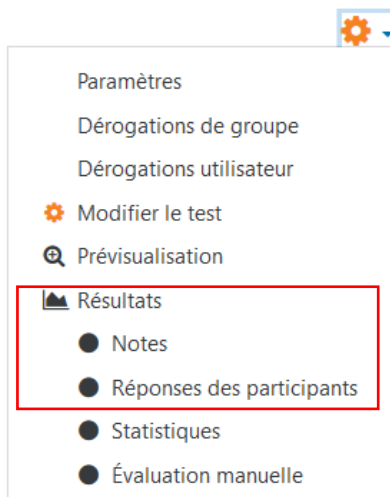 Paramètres
Dérogations de groupe
Dérogations utilisateur
Modifier le test
Prévisualisation
Résultats
Notes
Réponses des participants
Statistiques
Évaluation manuelle